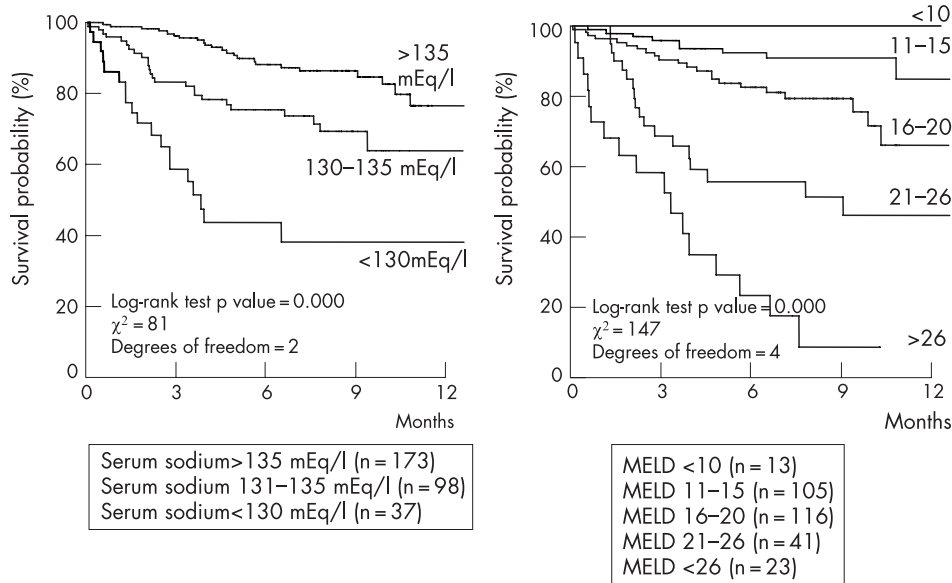 Survival probability (%)
100
80
60
40
20
0
>135
mEq/l
130–135 mEq/l
<130mEq/l
Log-rank test p value = 0.000
χ² = 81
Degrees of freedom = 2
0 3 6 9 12
Months
Serum sodium>135 mEq/l (n = 173)
Serum sodium 131–135 mEq/l (n = 98)
Serum sodium<130 mEq/l (n = 37)
Survival probability (%)
100
80
60
40
20
0
<10
11–15
16–20
21–26
>26
Log-rank test p value = 0.000
χ² = 147
Degrees of freedom = 4
0 3 6 9 12
Months
MELD <10 (n = 13)
MELD 11–15 (n = 105)
MELD 16–20 (n = 116)
MELD 21–26 (n = 41)
MELD <26 (n = 23)